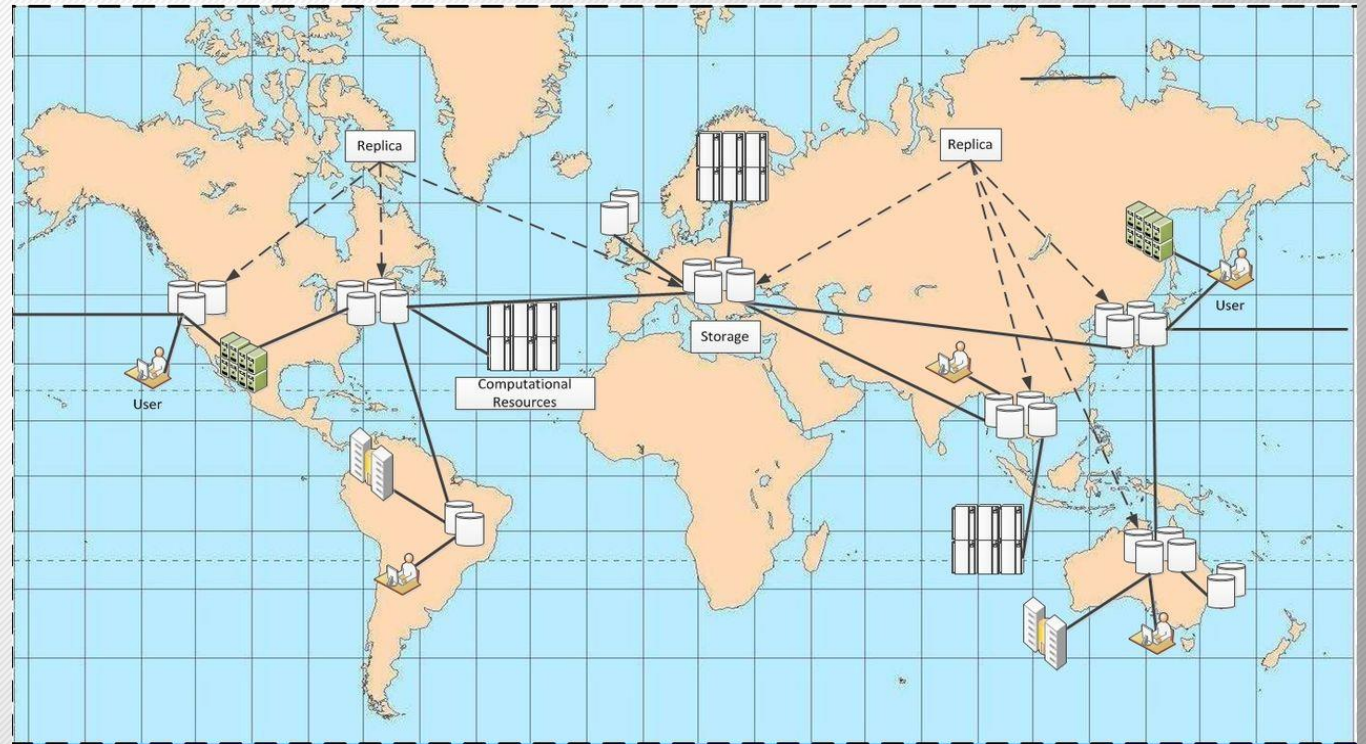 Replica
Replica
User
Storage
Computational
Resources
User